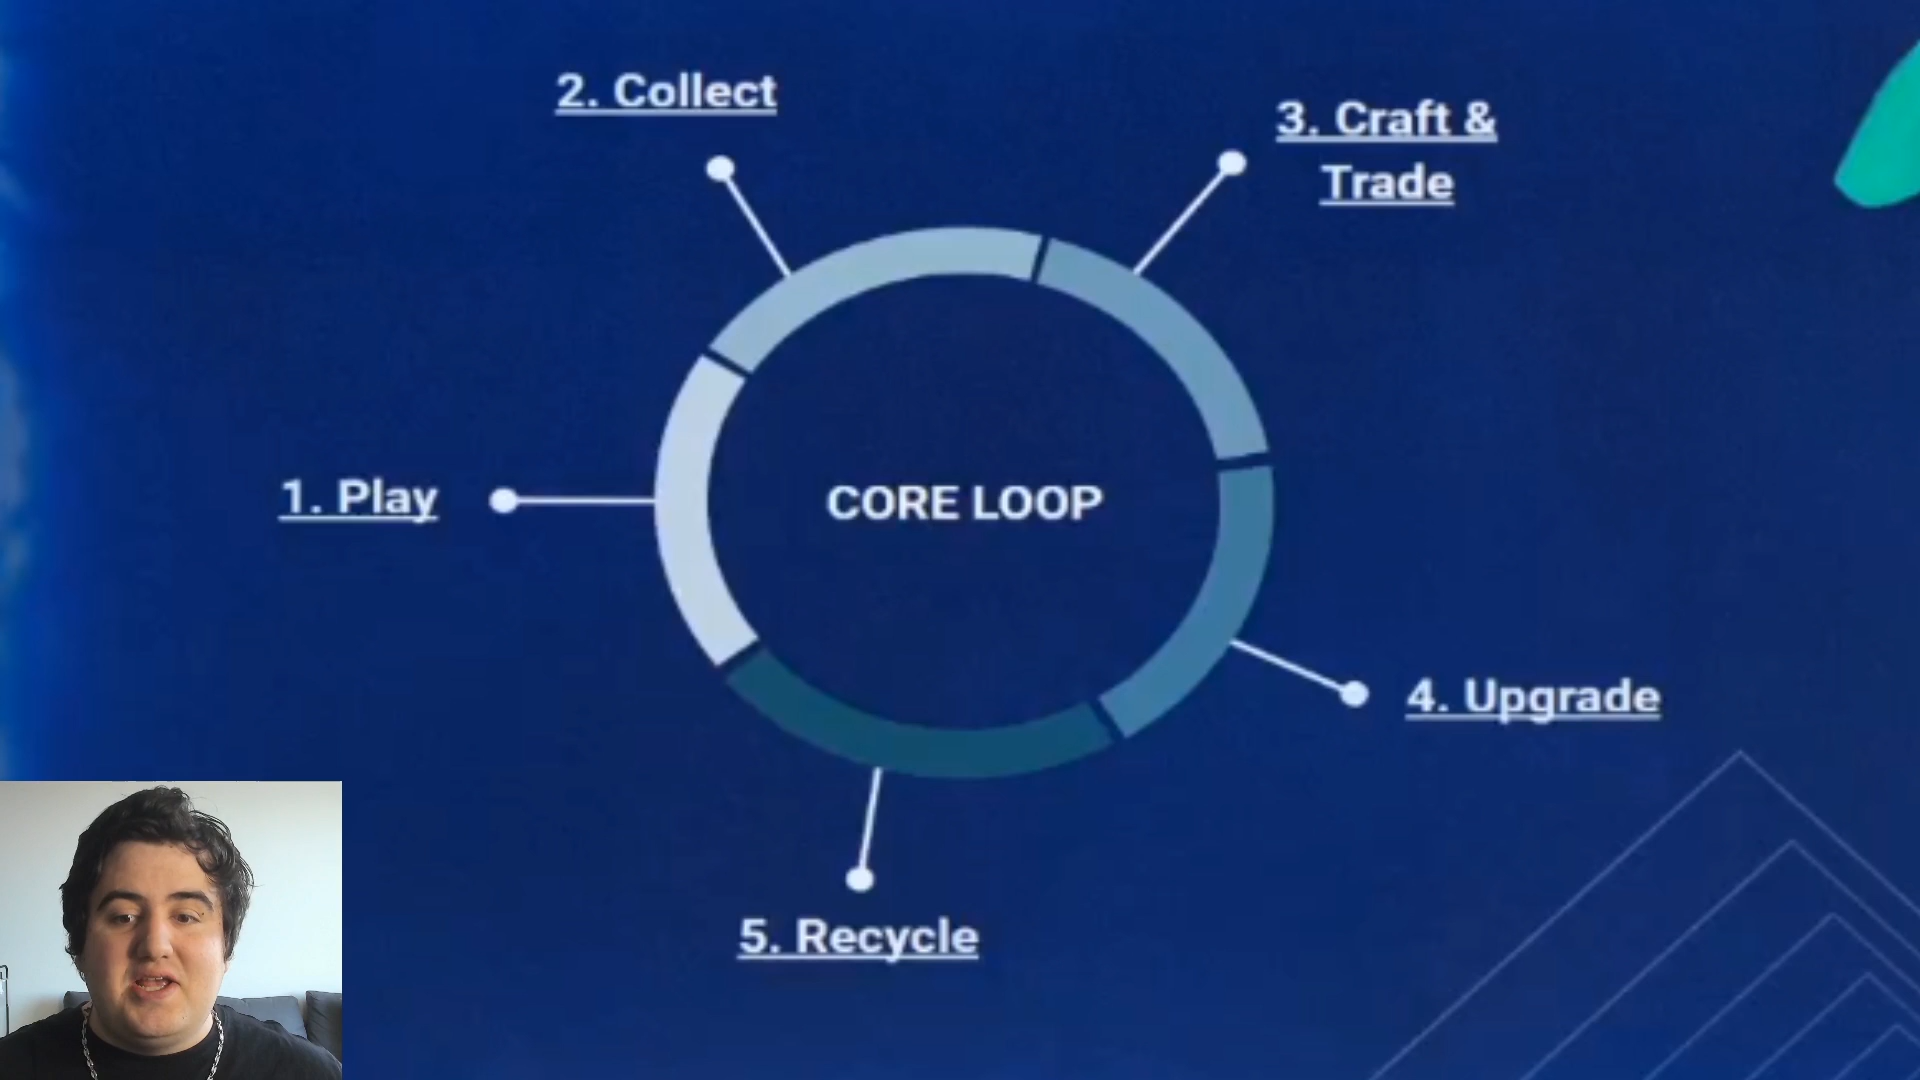 2. Collect
3. Craft &
Trade
1. Play
CORE LOOP
4. Upgrade
5. Recycle